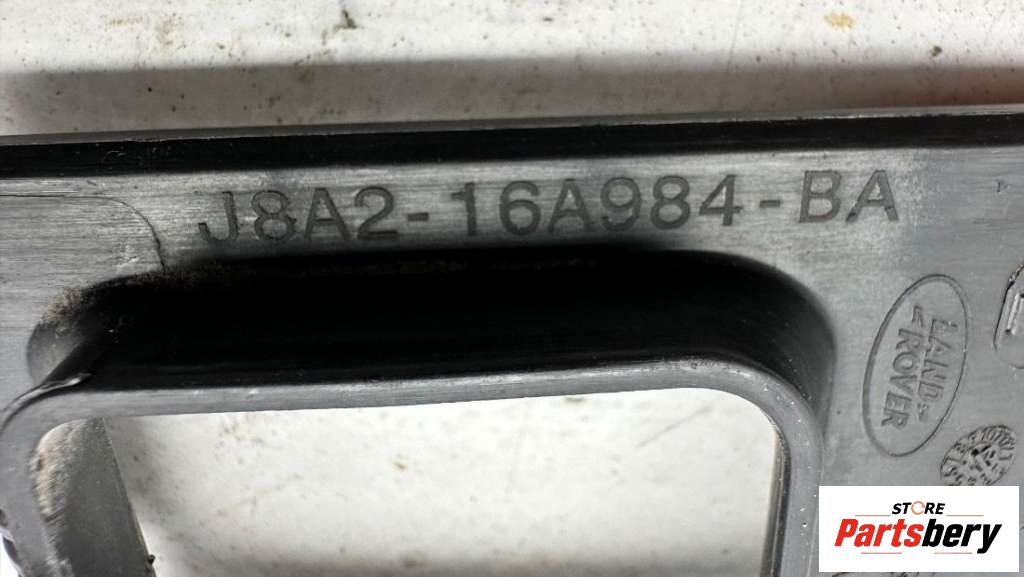 J8A2-16A984-BA
LAND
ROVER
STORE
Partsbery